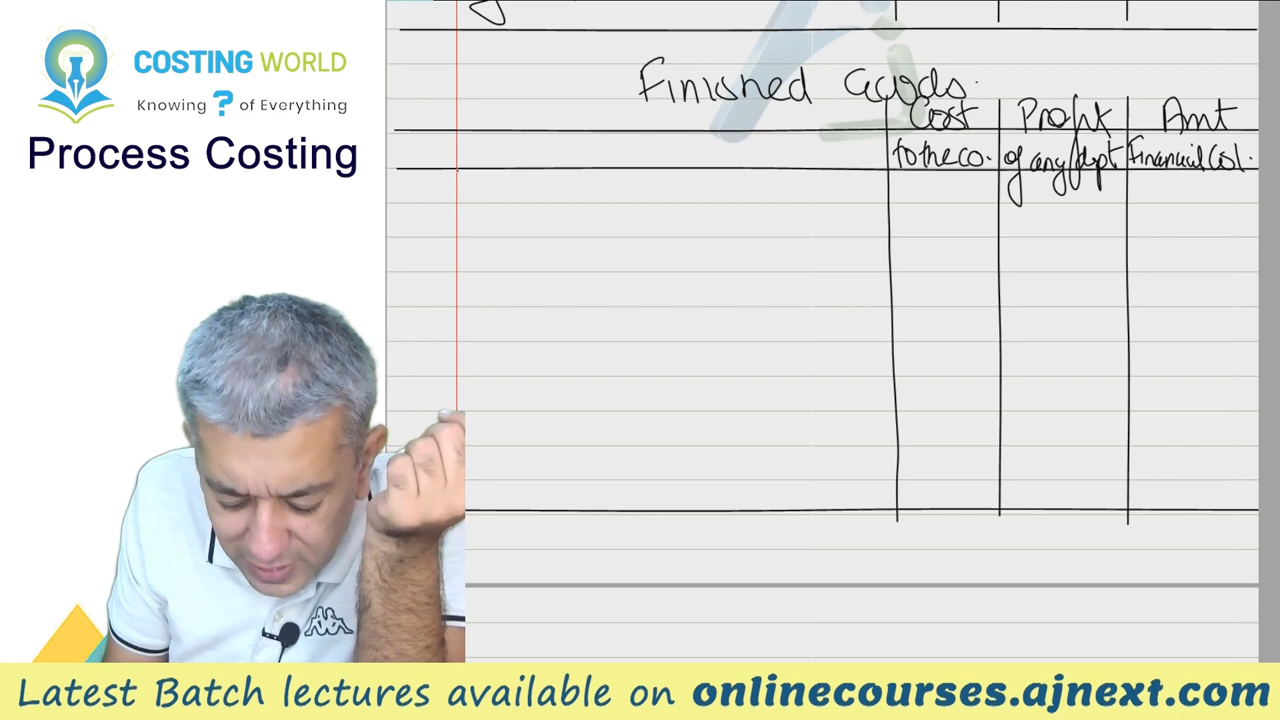 COSTING WORLD
Knowing ? of Everything
Process Costing
Finished Goods.
Cost Profit Amt
to the co. of any dept Financial Col.
Latest Batch lectures available on onlinecourses.ajnext.com